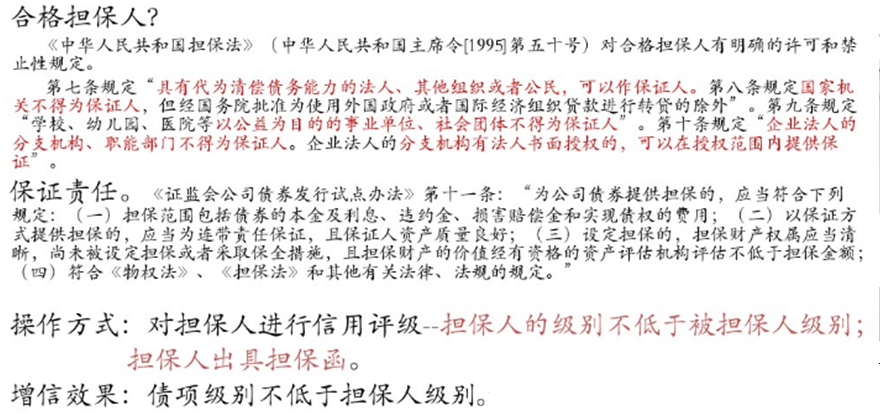 合格担保人？
《中华人民共和国担保法》（中华人民共和国主席令[1995]第五十号）对合格担保人有明确的许可和禁
止性规定。
第七条规定“具有代为清偿债务能力的法人、其他组织或者公民，可以作保证人。第八条规定国家机
关不得为保证人，但经国务院批准为使用外国政府或者国际经济组织贷款进行转贷的除外”。第九条规定
“学校、幼儿园、医院等以公益为目的的事业单位、社会团体不得为保证人”。第十条规定“企业法人的
分支机构、职能部门不得为保证人。企业法人的分支机构有法人书面授权的，可以在授权范围内提供保
证”。
保证责任。《证监会公司债券发行试点办法》第十一条：“为公司债券提供担保的，应当符合下列
规定：（一）担保范围包括债券的本金及利息、违约金、损害赔偿金和实现债权的费用；（二）以保证方
式提供担保的，应当为连带责任保证，且保证人资产质量良好；（三）设定担保的，担保财产权属应当清
晰，尚未被设定担保或者采取保全措施，且担保财产的价值经有资格的资产评估机构评估不低于担保金额；
（四）符合《物权法》、《担保法》和其他有关法律、法规的规定。”
操作方式：对担保人进行信用评级--担保人的级别不低于被担保人级别；
担保人出具担保函。
增信效果：债项级别不低于担保人级别。